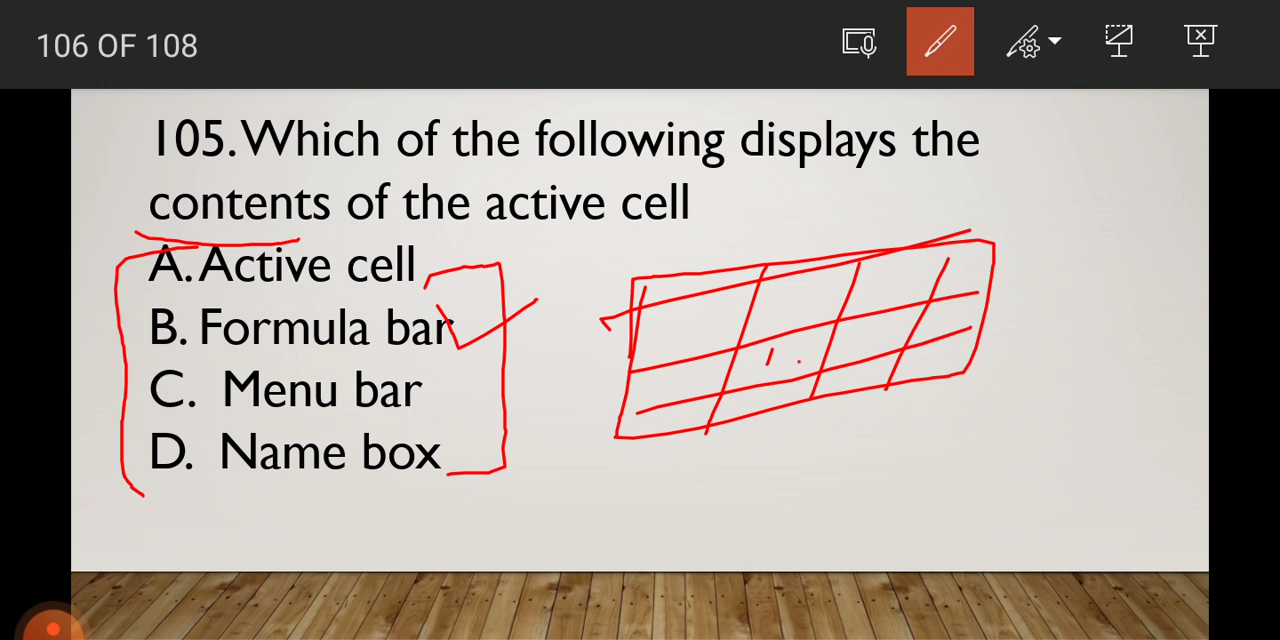 106 OF 108
105. Which of the following displays the
contents of the active cell
A. Active cell
B. Formula bar
C. Menu bar
D. Name box